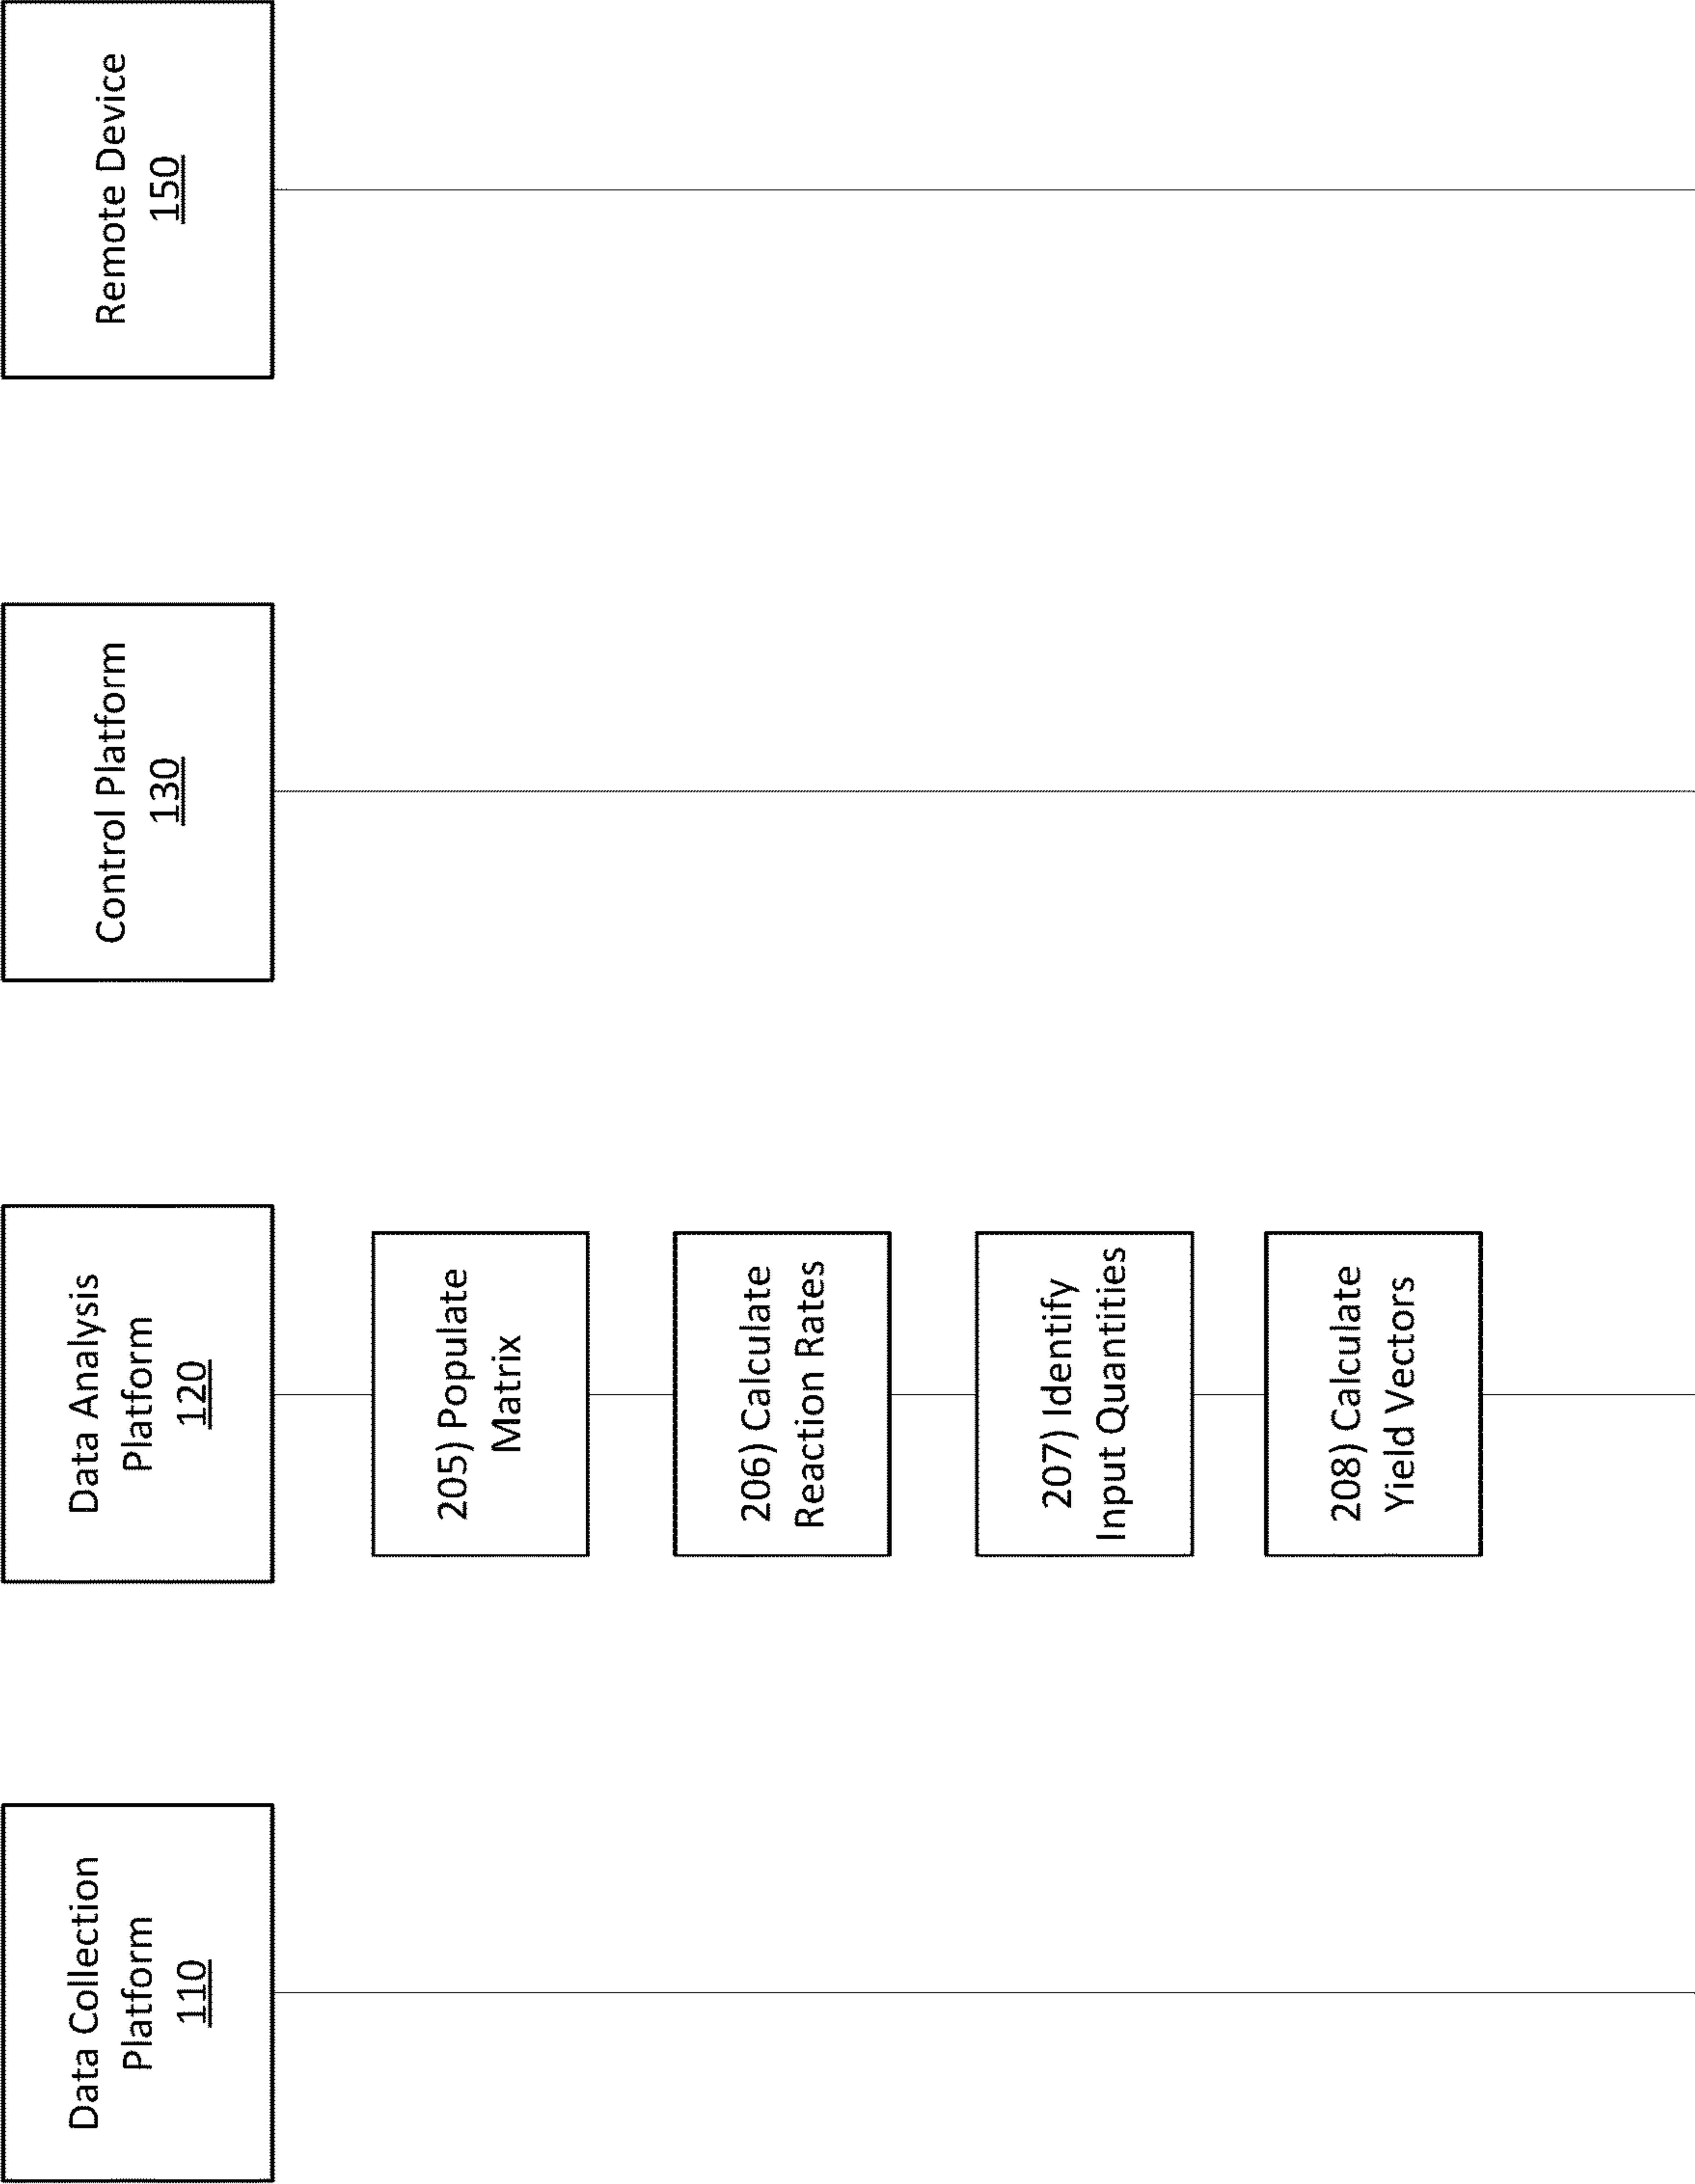 Data Collection
Platform
110
Data Analysis
Platform
120
Control Platform
130
Remote Device
150
205) Populate
Matrix
206) Calculate
Reaction Rates
207) Identify
Input Quantities
208) Calculate
Yield Vectors